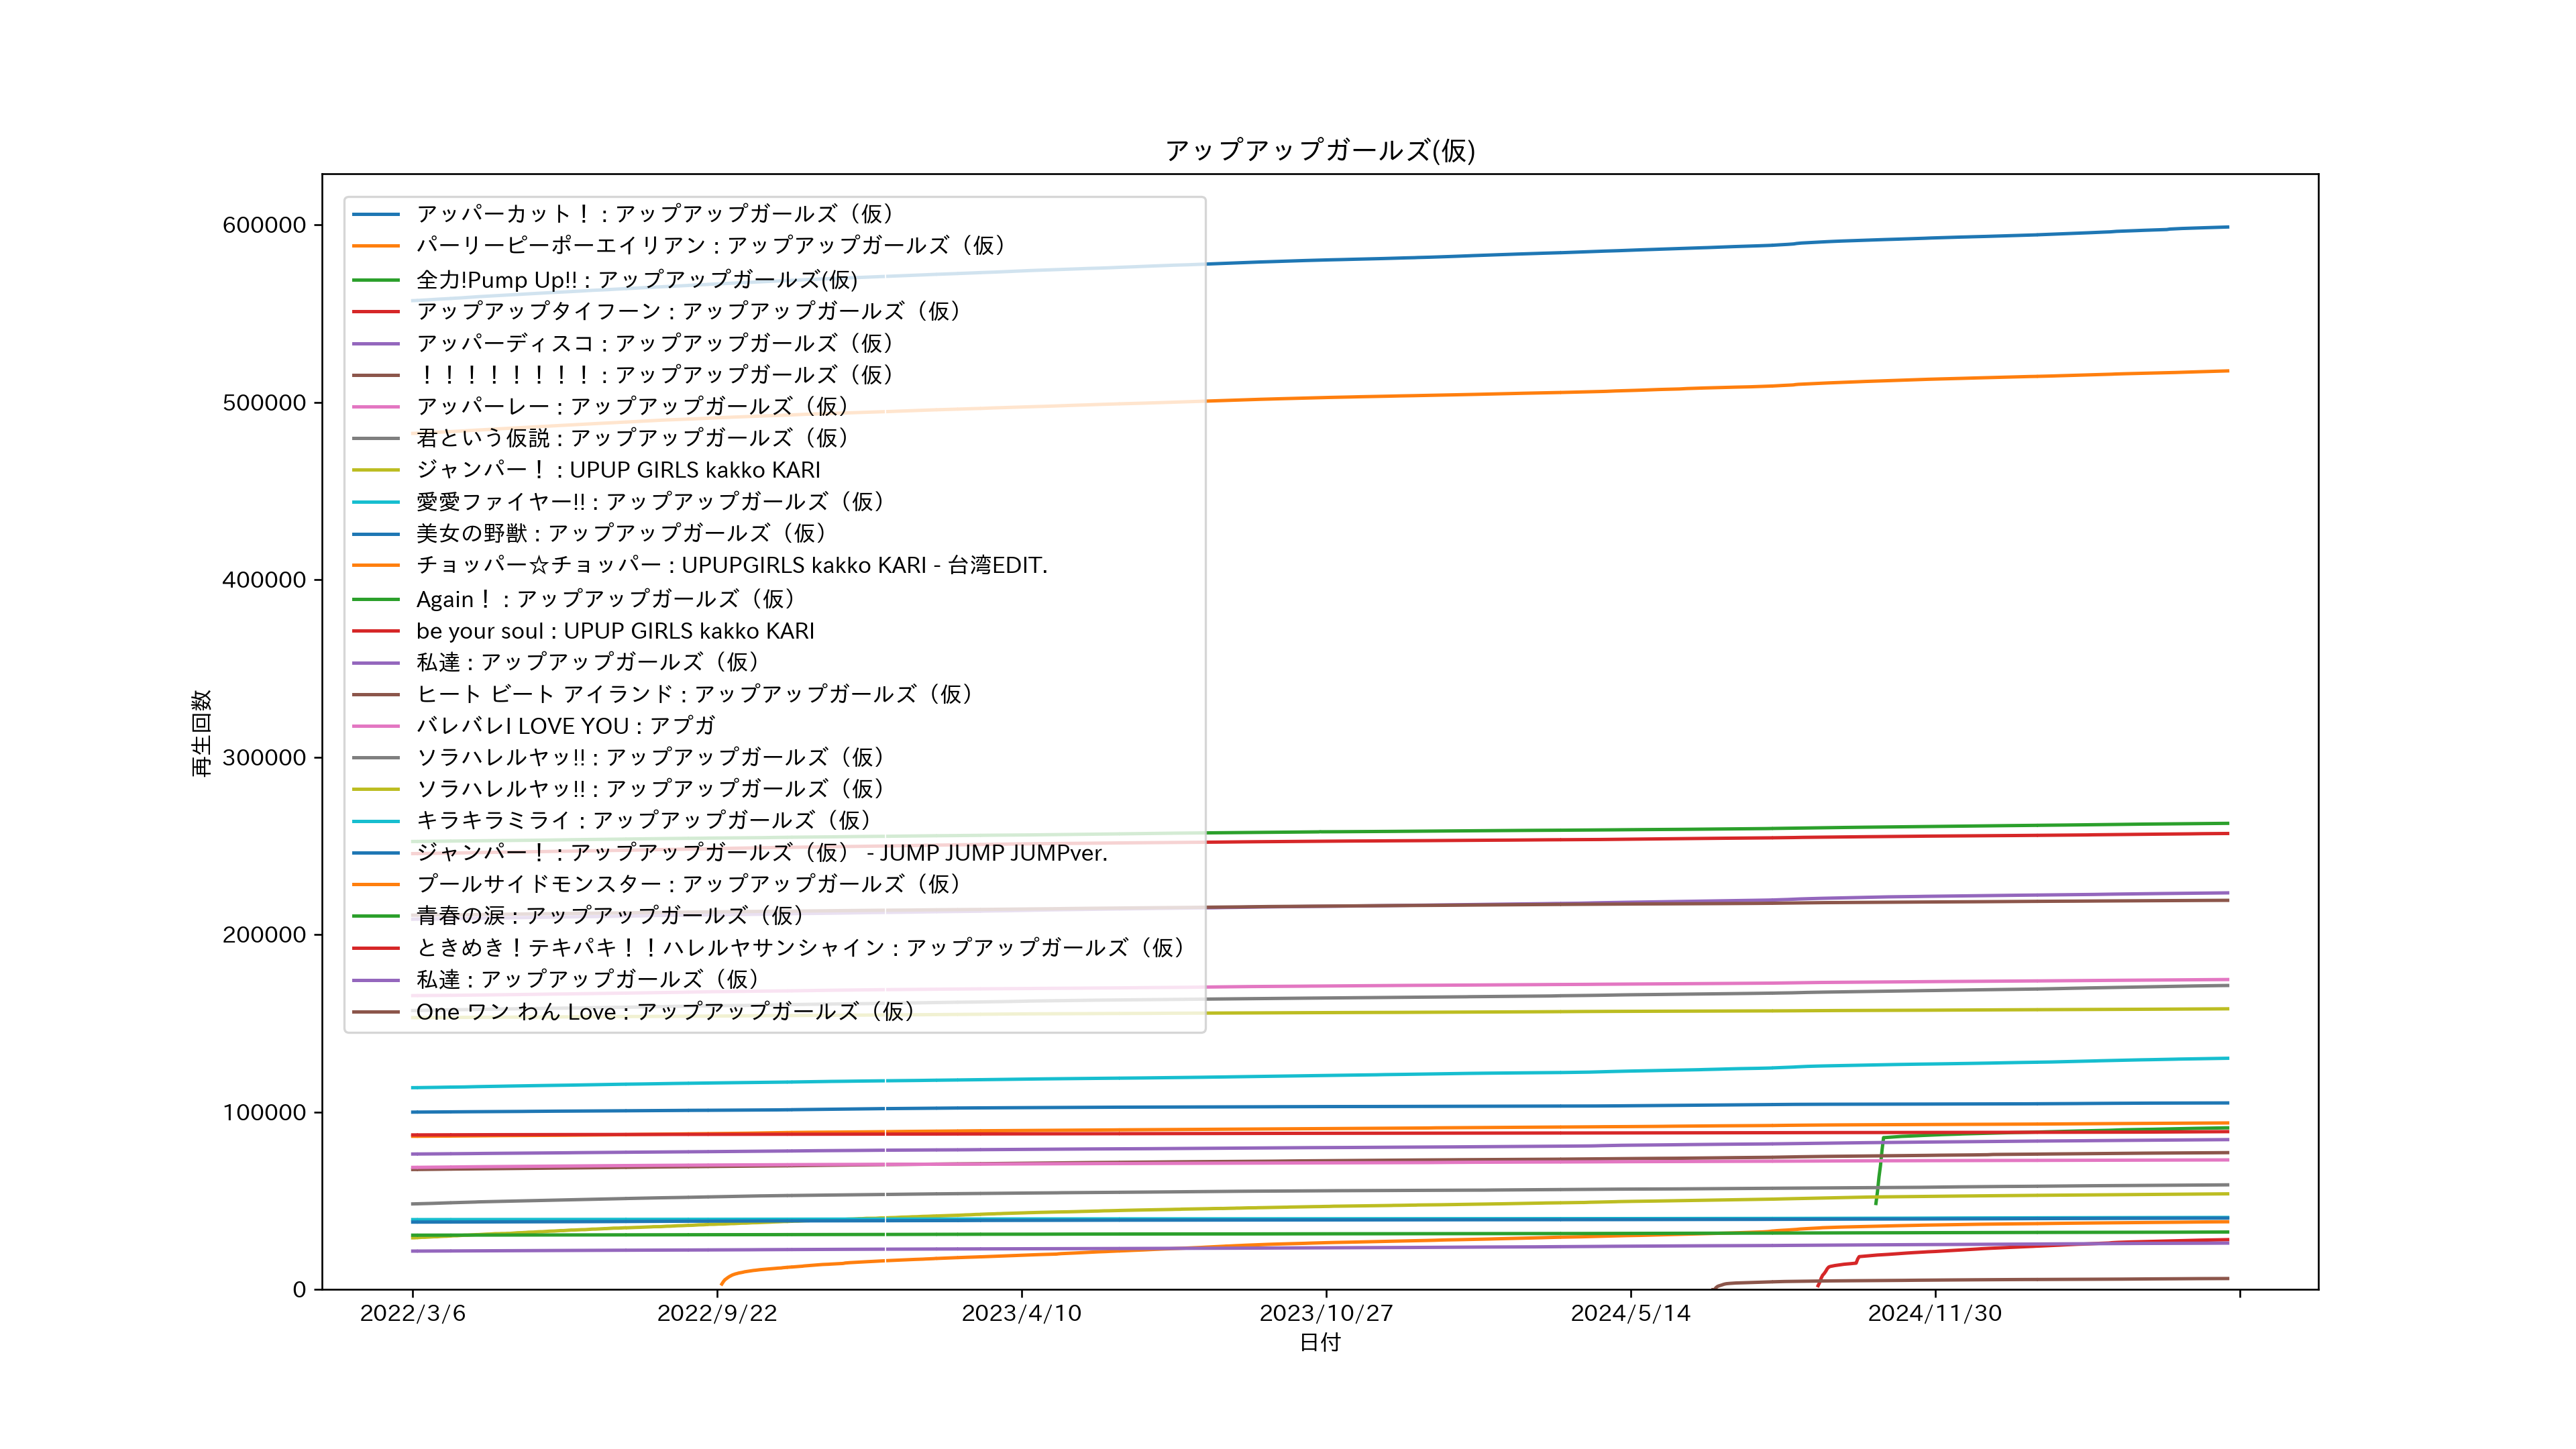 アップアップガールズ(仮)
アッパーカット！ : アップアップガールズ（仮）
パーリーピーポーエイリアン : アップアップガールズ（仮）
全力!Pump Up!! : アップアップガールズ(仮)
アップアップタイフーン : アップアップガールズ（仮）
アッパーディスコ : アップアップガールズ（仮）
！！！！！！！！ : アップアップガールズ（仮）
アッパーレー : アップアップガールズ（仮）
君という仮説 : アップアップガールズ（仮）
ジャンパー！ : UPUP GIRLS kakko KARI
愛愛ファイヤー!! : アップアップガールズ（仮）
美女の野獣 : アップアップガールズ（仮）
チョッパー☆チョッパー : UPUPGIRLS kakko KARI - 台湾EDIT.
Again！ : アップアップガールズ（仮）
be your soul : UPUP GIRLS kakko KARI
私達 : アップアップガールズ（仮）
ヒート ビート アイランド : アップアップガールズ（仮）
バレバレI LOVE YOU : アプガ
ソラハレルヤッ!! : アップアップガールズ（仮）
ソラハレルヤッ!! : アップアップガールズ（仮）
キラキラミライ : アップアップガールズ（仮）
ジャンパー！ : アップアップガールズ（仮） - JUMP JUMP JUMPver.
プールサイドモンスター : アップアップガールズ（仮）
青春の涙 : アップアップガールズ（仮）
ときめき！テキパキ！！ハレルヤサンシャイン : アップアップガールズ（仮）
私達 : アップアップガールズ（仮）
One ワン わん Love : アップアップガールズ（仮）
600000
500000
400000
300000
200000
100000
0
再生回数
2022/3/6
2022/9/22
2023/4/10
2023/10/27
2024/5/14
2024/11/30
日付